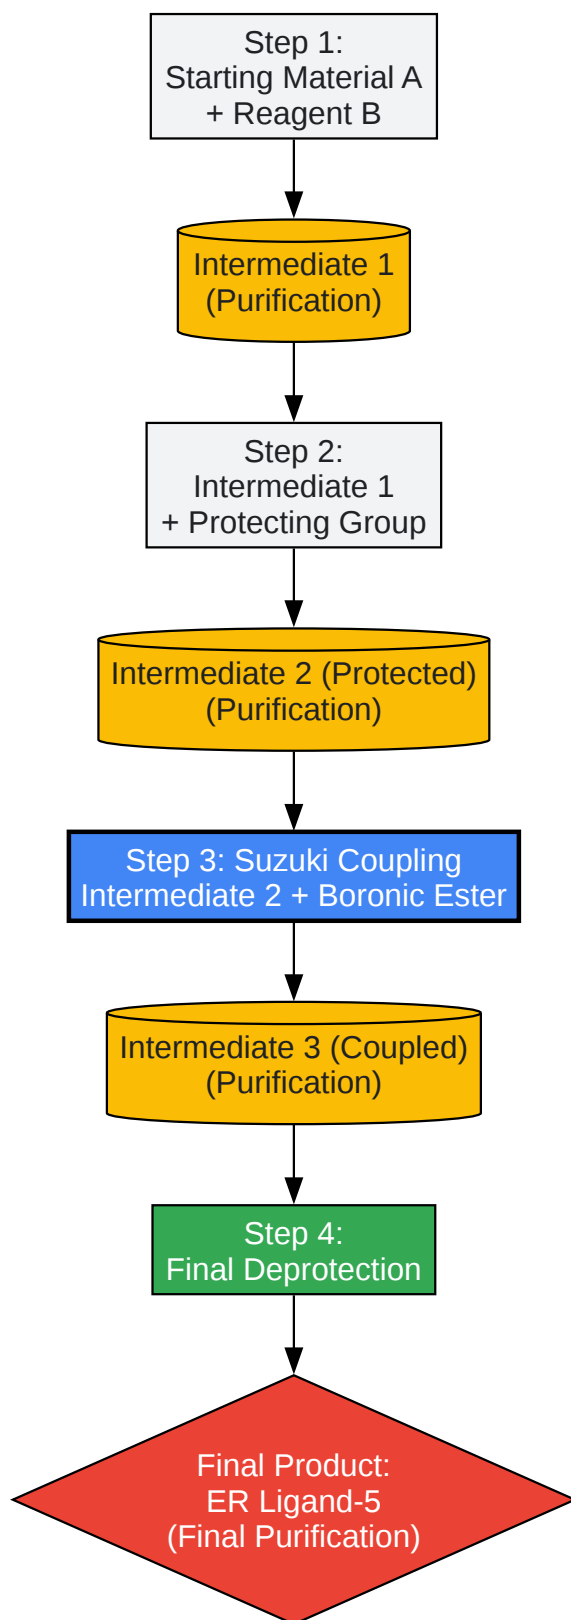 Step 1:
Starting Material A
+ Reagent B
Intermediate 1
(Purification)
Step 2:
Intermediate 1
+ Protecting Group
Intermediate 2 (Protected)
(Purification)
Step 3: Suzuki Coupling
Intermediate 2 + Boronic Ester
Intermediate 3 (Coupled)
(Purification)
Step 4:
Final Deprotection
Final Product:
ER Ligand-5
(Final Purification)